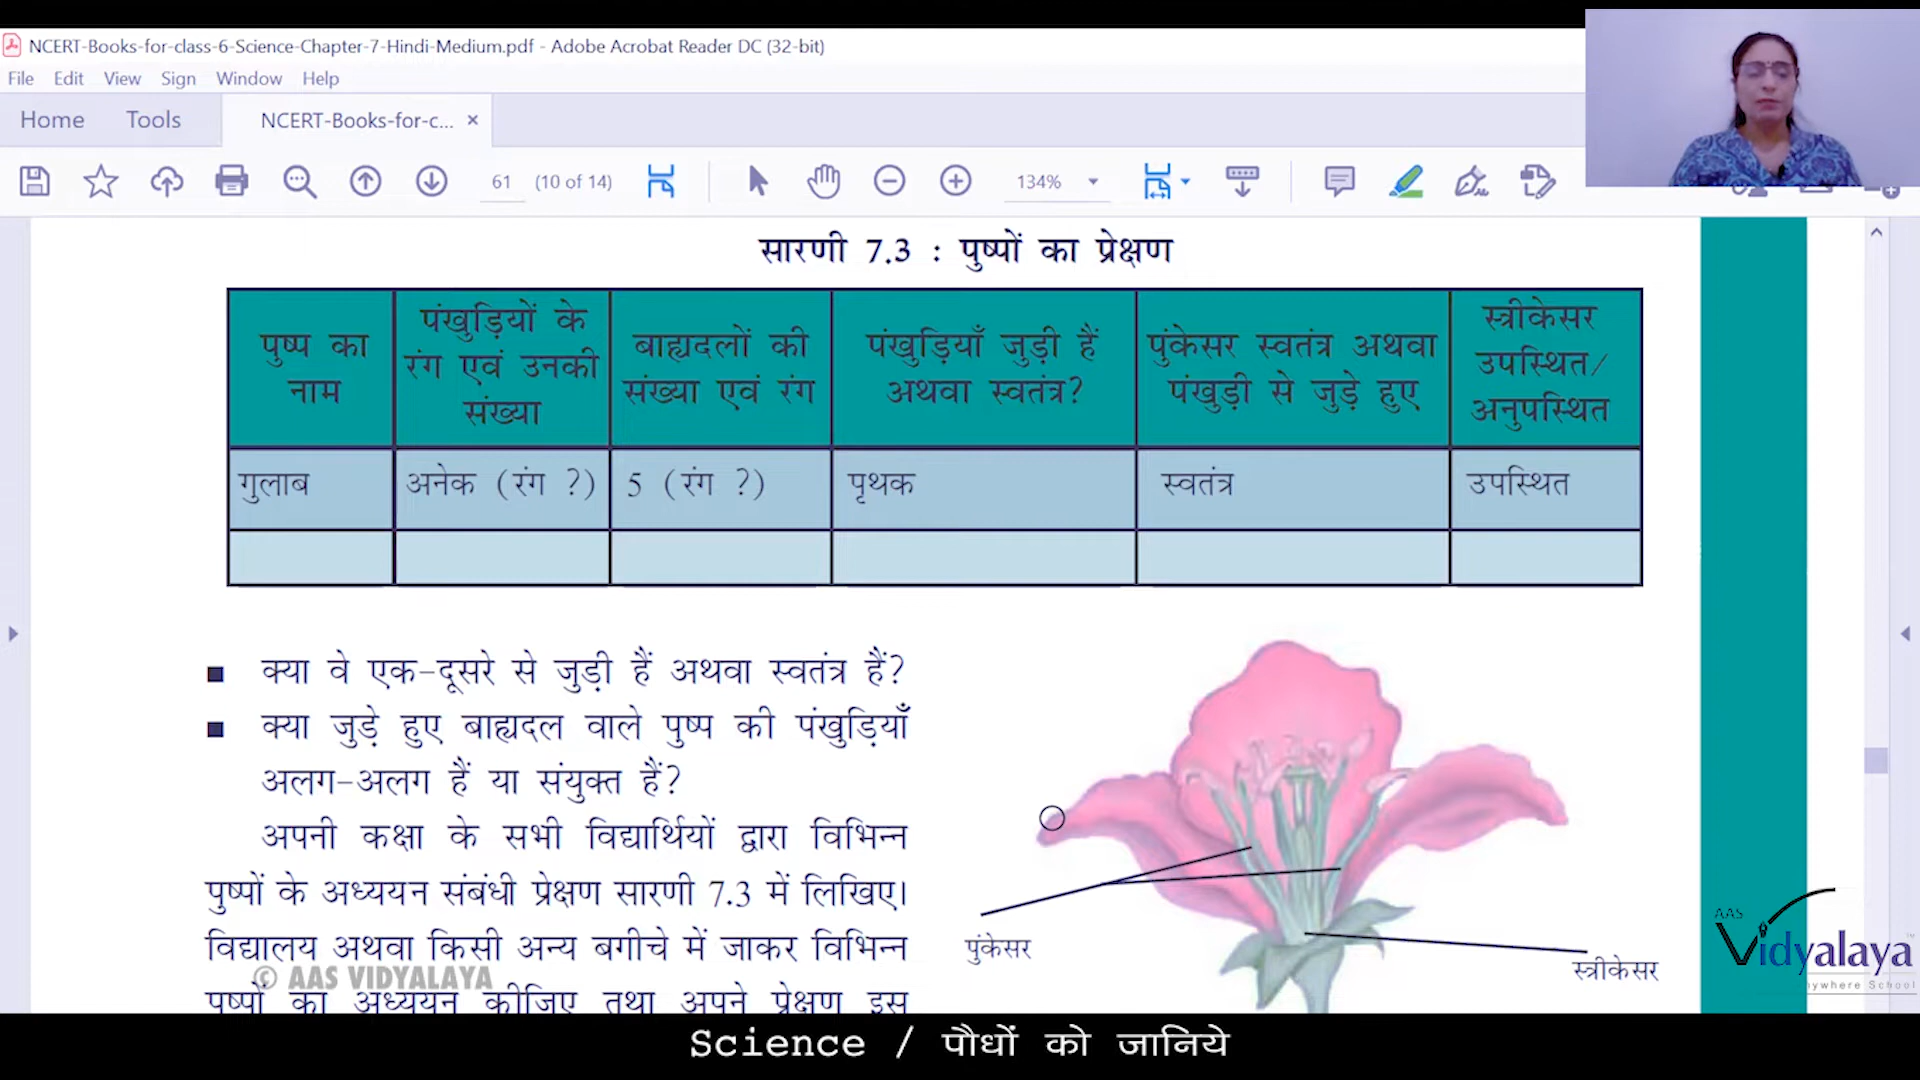 NCERT-Books-for-class-6-Science-Chapter-7-Hindi-Medium.pdf - Adobe Acrobat Reader DC (32-bit)
File Edit View Sign Window Help
Home Tools NCERT-Books-for-c... ×
61 (10 of 14) 134%
सारणी 7.3 : पुष्पों का प्रेक्षण
पुष्प का नाम
पंखुड़ियों के रंग एवं उनकी संख्या
बाह्यदलों की संख्या एवं रंग
पंखुड़ियाँ जुड़ी हैं अथवा स्वतंत्र?
पुंकेसर स्वतंत्र अथवा पंखुड़ी से जुड़े हुए
स्त्रीकेसर उपस्थित/ अनुपस्थित
गुलाब अनेक (रंग ?) 5 (रंग ?) पृथक स्वतंत्र उपस्थित
■ क्या वे एक-दूसरे से जुड़ी हैं अथवा स्वतंत्र हैं?
■ क्या जुड़े हुए बाह्यदल वाले पुष्प की पंखुड़ियाँ
अलग-अलग हैं या संयुक्त हैं?
अपनी कक्षा के सभी विद्यार्थियों द्वारा विभिन्न
पुष्पों के अध्ययन संबंधी प्रेक्षण सारणी 7.3 में लिखिए।
विद्यालय अथवा किसी अन्य बगीचे में जाकर विभिन्न
पुष्पों का अध्ययन कीजिए तथा अपने प्रेक्षण इस
पुंकेसर
स्त्रीकेसर
© AAS VIDYALAYA
AAS
Vidyalaya
nywhere School
Science / पौधों को जानिये